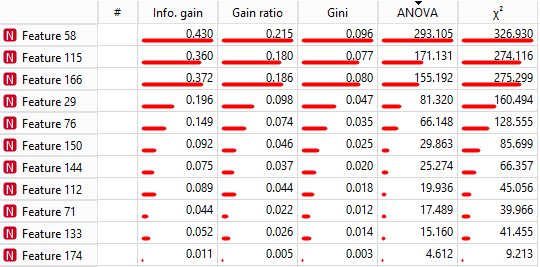 # Info. gain Gain ratio Gini ANOVA χ²
N Feature 58 0.430 0.215 0.096 293.105 326.930
N Feature 115 0.360 0.180 0.077 171.131 274.116
N Feature 166 0.372 0.186 0.080 155.192 275.299
N Feature 29 0.196 0.098 0.047 81.320 160.494
N Feature 76 0.149 0.074 0.035 66.148 128.555
N Feature 150 0.092 0.046 0.025 29.863 85.699
N Feature 144 0.075 0.037 0.020 25.274 66.357
N Feature 112 0.089 0.044 0.018 19.936 45.056
N Feature 71 0.044 0.022 0.012 17.489 39.966
N Feature 133 0.052 0.026 0.014 15.160 41.455
N Feature 174 0.011 0.005 0.003 4.612 9.213